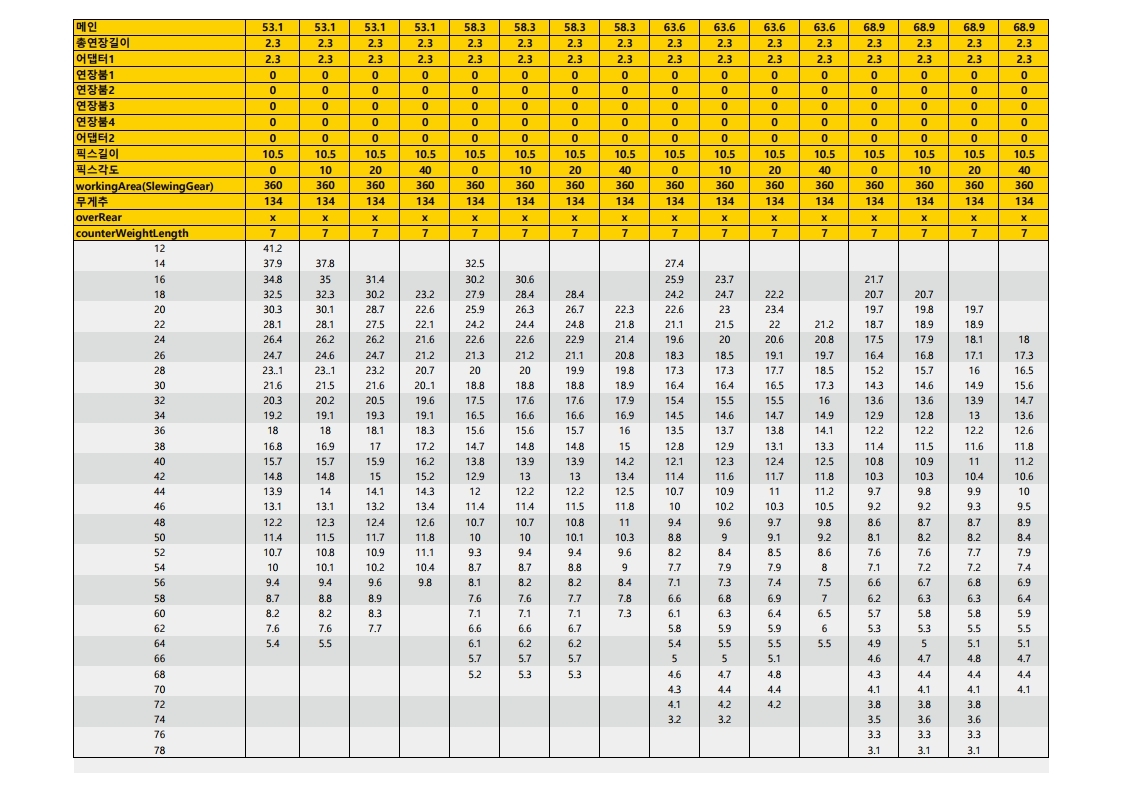 메인 53.1 53.1 53.1 53.1 58.3 58.3 58.3 58.3 63.6 63.6 63.6 63.6 68.9 68.9 68.9 68.9
총연장길이 2.3 2.3 2.3 2.3 2.3 2.3 2.3 2.3 2.3 2.3 2.3 2.3 2.3 2.3 2.3 2.3
어댑터1 2.3 2.3 2.3 2.3 2.3 2.3 2.3 2.3 2.3 2.3 2.3 2.3 2.3 2.3 2.3 2.3
연장붐1 0 0 0 0 0 0 0 0 0 0 0 0 0 0 0 0
연장붐2 0 0 0 0 0 0 0 0 0 0 0 0 0 0 0 0
연장붐3 0 0 0 0 0 0 0 0 0 0 0 0 0 0 0 0
연장붐4 0 0 0 0 0 0 0 0 0 0 0 0 0 0 0 0
어댑터2 0 0 0 0 0 0 0 0 0 0 0 0 0 0 0 0
픽스길이 10.5 10.5 10.5 10.5 10.5 10.5 10.5 10.5 10.5 10.5 10.5 10.5 10.5 10.5 10.5 10.5
픽스각도 0 10 20 40 0 10 20 40 0 10 20 40 0 10 20 40
workingArea(SlewingGear) 360 360 360 360 360 360 360 360 360 360 360 360 360 360 360 360
무게추 134 134 134 134 134 134 134 134 134 134 134 134 134 134 134 134
overRear x x x x x x x x x x x x x x x x
counterWeightLength 7 7 7 7 7 7 7 7 7 7 7 7 7 7 7 7
12 41.2
14 37.9 37.8 32.5 27.4
16 34.8 35 31.4 30.2 30.6 25.9 23.7 21.7
18 32.5 32.3 30.2 23.2 27.9 28.4 28.4 24.2 24.7 22.2 20.7 20.7
20 30.3 30.1 28.7 22.6 25.9 26.3 26.7 22.3 22.6 23 23.4 19.7 19.8 19.7
22 28.1 28.1 27.5 22.1 24.2 24.4 24.8 21.8 21.1 21.5 22 21.2 18.7 18.9 18.9
24 26.4 26.2 26.2 21.6 22.6 22.6 22.9 21.4 19.6 20 20.6 20.8 17.5 17.9 18.1 18
26 24.7 24.6 24.7 21.2 21.3 21.2 21.1 20.8 18.3 18.5 19.1 19.7 16.4 16.8 17.1 17.3
28 23..1 23..1 23.2 20.7 20 20 19.9 19.8 17.3 17.3 17.7 18.5 15.2 15.7 16 16.5
30 21.6 21.5 21.6 20..1 18.8 18.8 18.8 18.9 16.4 16.4 16.5 17.3 14.3 14.6 14.9 15.6
32 20.3 20.2 20.5 19.6 17.5 17.6 17.6 17.9 15.4 15.5 15.5 16 13.6 13.6 13.9 14.7
34 19.2 19.1 19.3 19.1 16.5 16.6 16.6 16.9 14.5 14.6 14.7 14.9 12.9 12.8 13 13.6
36 18 18 18.1 18.3 15.6 15.6 15.7 16 13.5 13.7 13.8 14.1 12.2 12.2 12.2 12.6
38 16.8 16.9 17 17.2 14.7 14.8 14.8 15 12.8 12.9 13.1 13.3 11.4 11.5 11.6 11.8
40 15.7 15.7 15.9 16.2 13.8 13.9 13.9 14.2 12.1 12.3 12.4 12.5 10.8 10.9 11 11.2
42 14.8 14.8 15 15.2 12.9 13 13 13.4 11.4 11.6 11.7 11.8 10.3 10.3 10.4 10.6
44 13.9 14 14.1 14.3 12 12.2 12.2 12.5 10.7 10.9 11 11.2 9.7 9.8 9.9 10
46 13.1 13.1 13.2 13.4 11.4 11.4 11.5 11.8 10 10.2 10.3 10.5 9.2 9.2 9.3 9.5
48 12.2 12.3 12.4 12.6 10.7 10.7 10.8 11 9.4 9.6 9.7 9.8 8.6 8.7 8.7 8.9
50 11.4 11.5 11.7 11.8 10 10 10.1 10.3 8.8 9 9.1 9.2 8.1 8.2 8.2 8.4
52 10.7 10.8 10.9 11.1 9.3 9.4 9.4 9.6 8.2 8.4 8.5 8.6 7.6 7.6 7.7 7.9
54 10 10.1 10.2 10.4 8.7 8.7 8.8 9 7.7 7.9 7.9 8 7.1 7.2 7.2 7.4
56 9.4 9.4 9.6 9.8 8.1 8.2 8.2 8.4 7.1 7.3 7.4 7.5 6.6 6.7 6.8 6.9
58 8.7 8.8 8.9 7.6 7.6 7.7 7.8 6.6 6.8 6.9 7 6.2 6.3 6.3 6.4
60 8.2 8.2 8.3 7.1 7.1 7.1 7.3 6.1 6.3 6.4 6.5 5.7 5.8 5.8 5.9
62 7.6 7.6 7.7 6.6 6.6 6.7 5.8 5.9 5.9 6 5.3 5.3 5.5 5.5
64 5.4 5.5 6.1 6.2 6.2 5.4 5.5 5.5 5.5 4.9 5 5.1 5.1
66 5.7 5.7 5.7 5 5 5.1 4.6 4.7 4.8 4.7
68 5.2 5.3 5.3 4.6 4.7 4.8 4.3 4.4 4.4 4.4
70 4.3 4.4 4.4 4.1 4.1 4.1 4.1
72 4.1 4.2 4.2 3.8 3.8 3.8
74 3.2 3.2 3.5 3.6 3.6
76 3.3 3.3 3.3
78 3.1 3.1 3.1